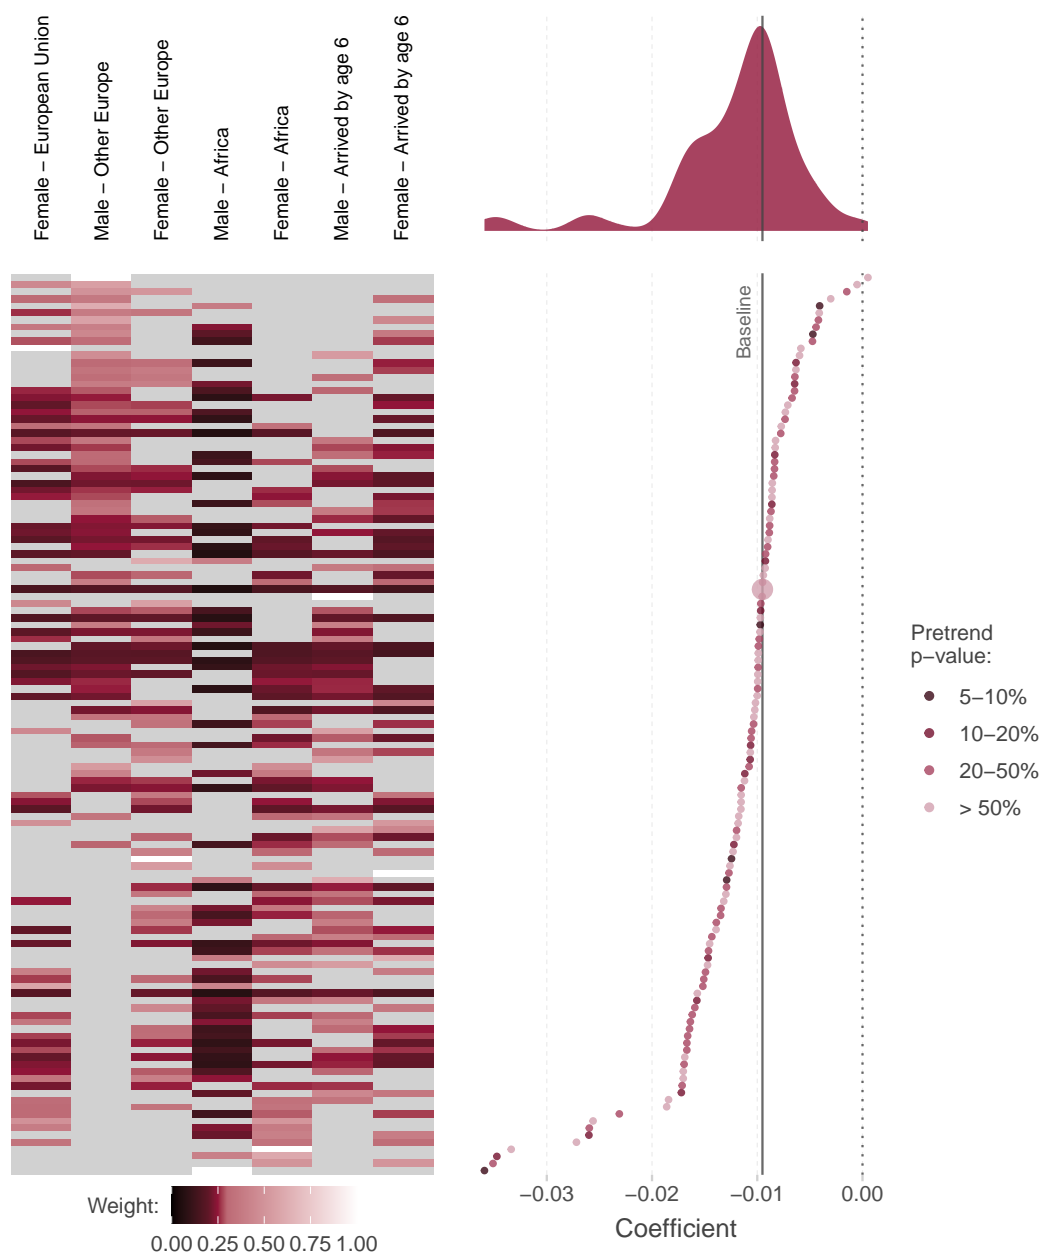 Female − European Union
Male − Other Europe
Female − Other Europe
Male − Africa
Female − Africa
Male − Arrived by age 6
Female − Arrived by age 6
Baseline
Pretrend
p−value:
5−10%
10−20%
20−50%
> 50%
−0.03 −0.02 −0.01 0.00
Coefficient
Weight:
0.00 0.25 0.50 0.75 1.00